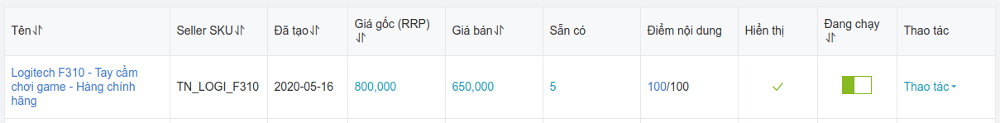 Tên
Seller SKU
Đã tạo
Giá gốc (RRP)
Giá bán
Sẵn có
Điểm nội dung
Hiển thị
Đang chạy
Thao tác
Logitech F310 - Tay cầm
chơi game - Hàng chính
hãng
TN_LOGI_F310
2020-05-16
800,000
650,000
5
100/100
Thao tác